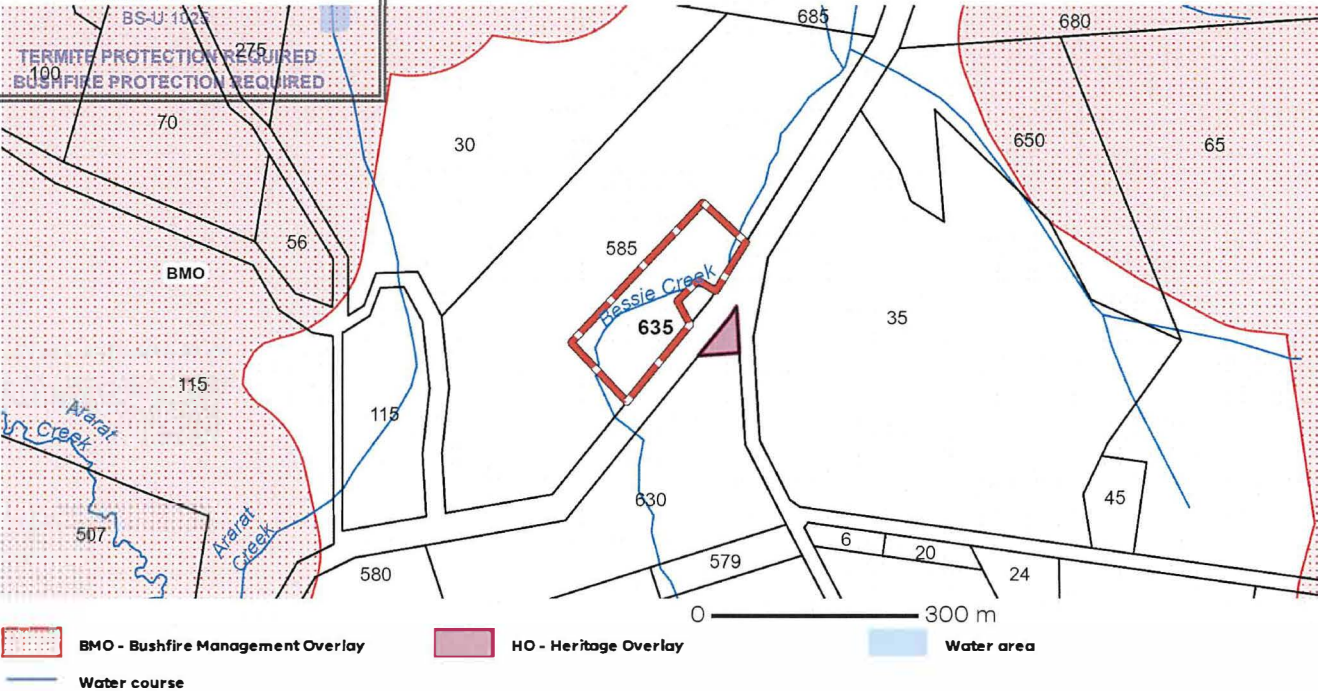 BS-U 1025
TERMITE PROTECTION REQUIRED
BUSHFIRE PROTECTION REQUIRED
275
100
70
685
680
30
650
65
56
585
BMO
Bessie Creek
635
35
115
115
Ararat
Creek
507
Ararat
Creek
630
45
580
579
6
20
24
0 300 m
BMO - Bushfire Management Overlay
HO - Heritage Overlay
Water area
Water course